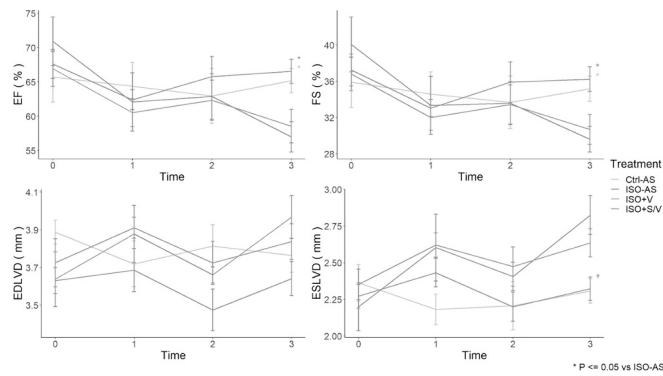 75
70
65
60
55
EF ( % )
0 1 2 3
Time
*
*
40
36
32
28
FS ( % )
0 1 2 3
Time
*
*
4.1
3.9
3.7
3.5
EDLVD ( mm )
0 1 2 3
Time
3.00
2.75
2.50
2.25
2.00
ESLVD ( mm )
0 1 2 3
Time
*
Treatment
Ctrl-AS
ISO-AS
ISO+V
ISO+S/V
* P <= 0.05 vs ISO-AS